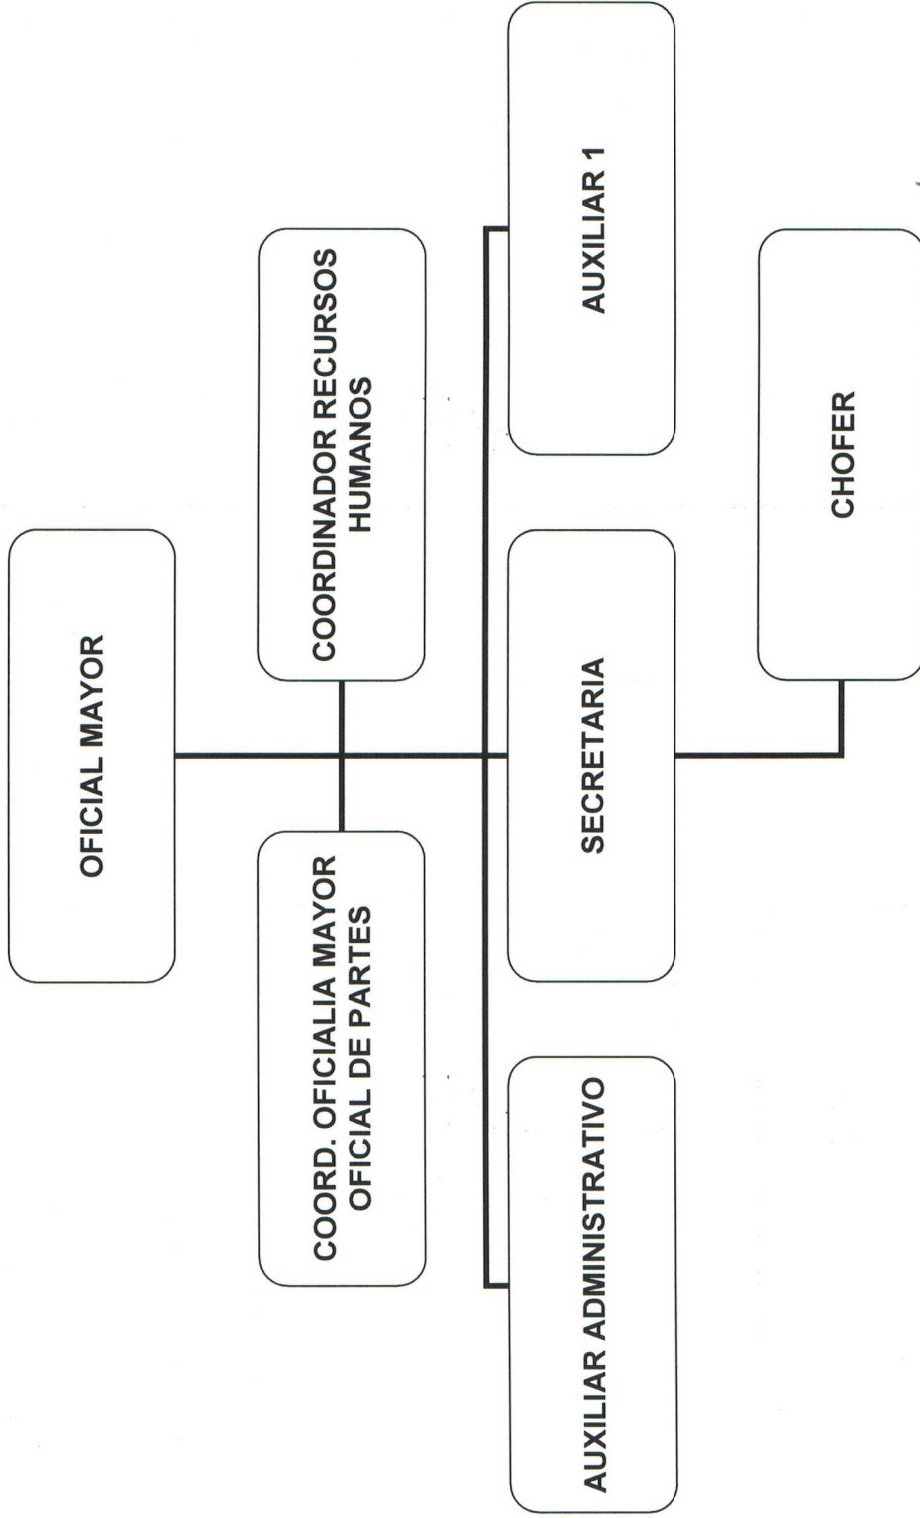 OFICIAL MAYOR
COORD. OFICIALIA MAYOR
OFICIAL DE PARTES
COORDINADOR RECURSOS
HUMANOS
AUXILIAR ADMINISTRATIVO
SECRETARIA
AUXILIAR 1
CHOFER